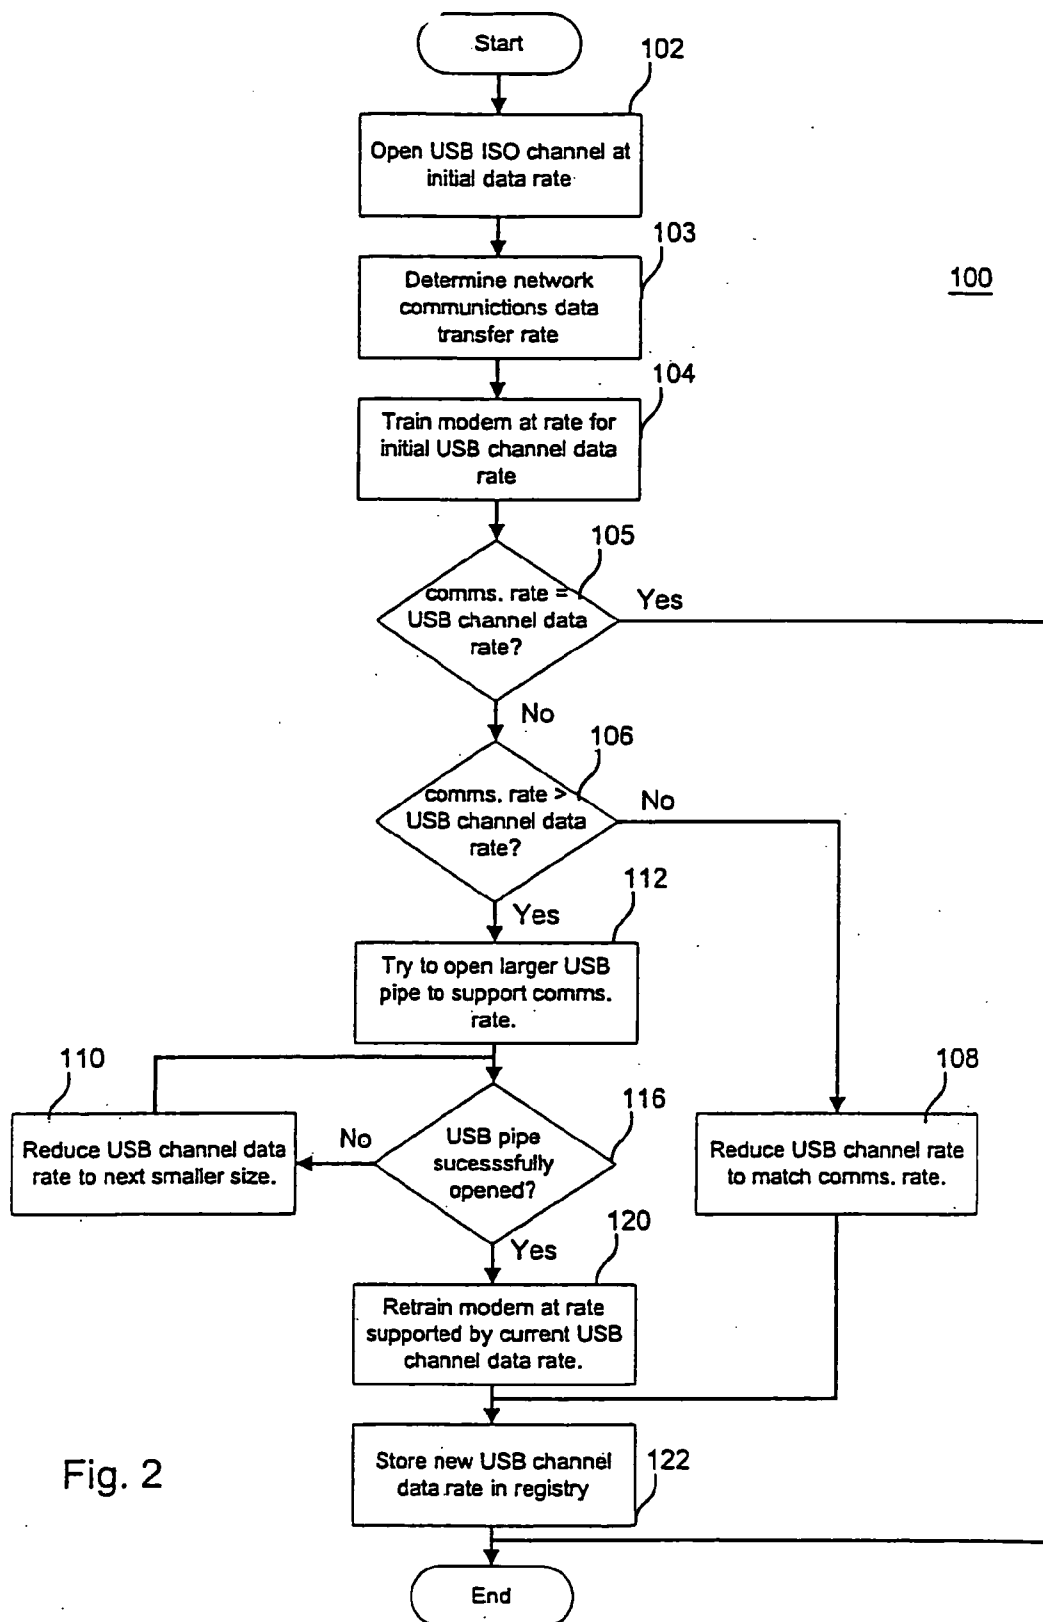 Start
102
Open USB ISO channel at
initial data rate
103
Determine network
communictions data
transfer rate
100
104
Train modem at rate for
initial USB channel data
rate
105
comms. rate =
USB channel data
rate?
Yes
No
106
comms. rate >
USB channel data
rate?
No
Yes
112
Try to open larger USB
pipe to support comms.
rate.
110
Reduce USB channel data
rate to next smaller size.
No
116
USB pipe
sucesssfully
opened?
108
Reduce USB channel rate
to match comms. rate.
Yes
120
Retrain modem at rate
supported by current USB
channel data rate.
Fig. 2
Store new USB channel
data rate in registry
122
End